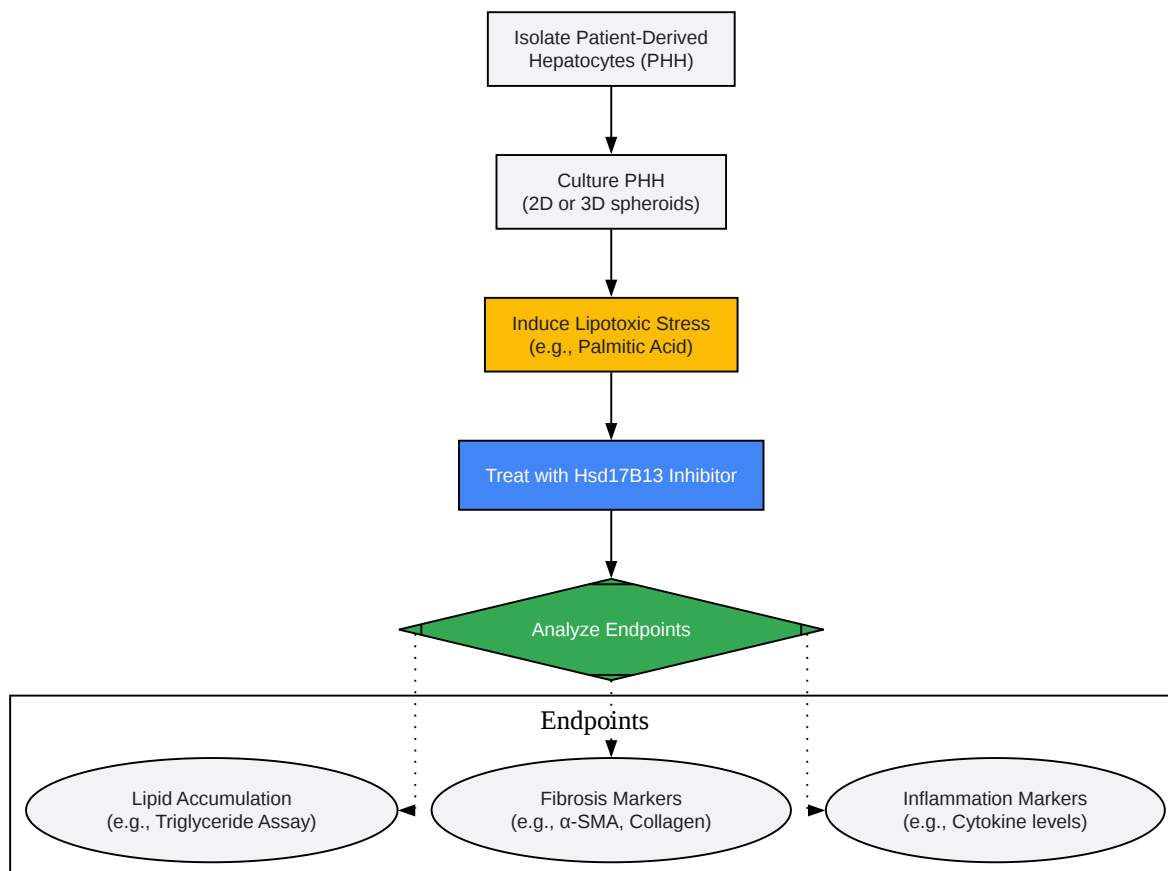 Isolate Patient-Derived
Hepatocytes (PHH)
Culture PHH
(2D or 3D spheroids)
Induce Lipotoxic Stress
(e.g., Palmitic Acid)
Treat with Hsd17B13 Inhibitor
Analyze Endpoints
Endpoints
Lipid Accumulation
(e.g., Triglyceride Assay)
Fibrosis Markers
(e.g., α-SMA, Collagen)
Inflammation Markers
(e.g., Cytokine levels)